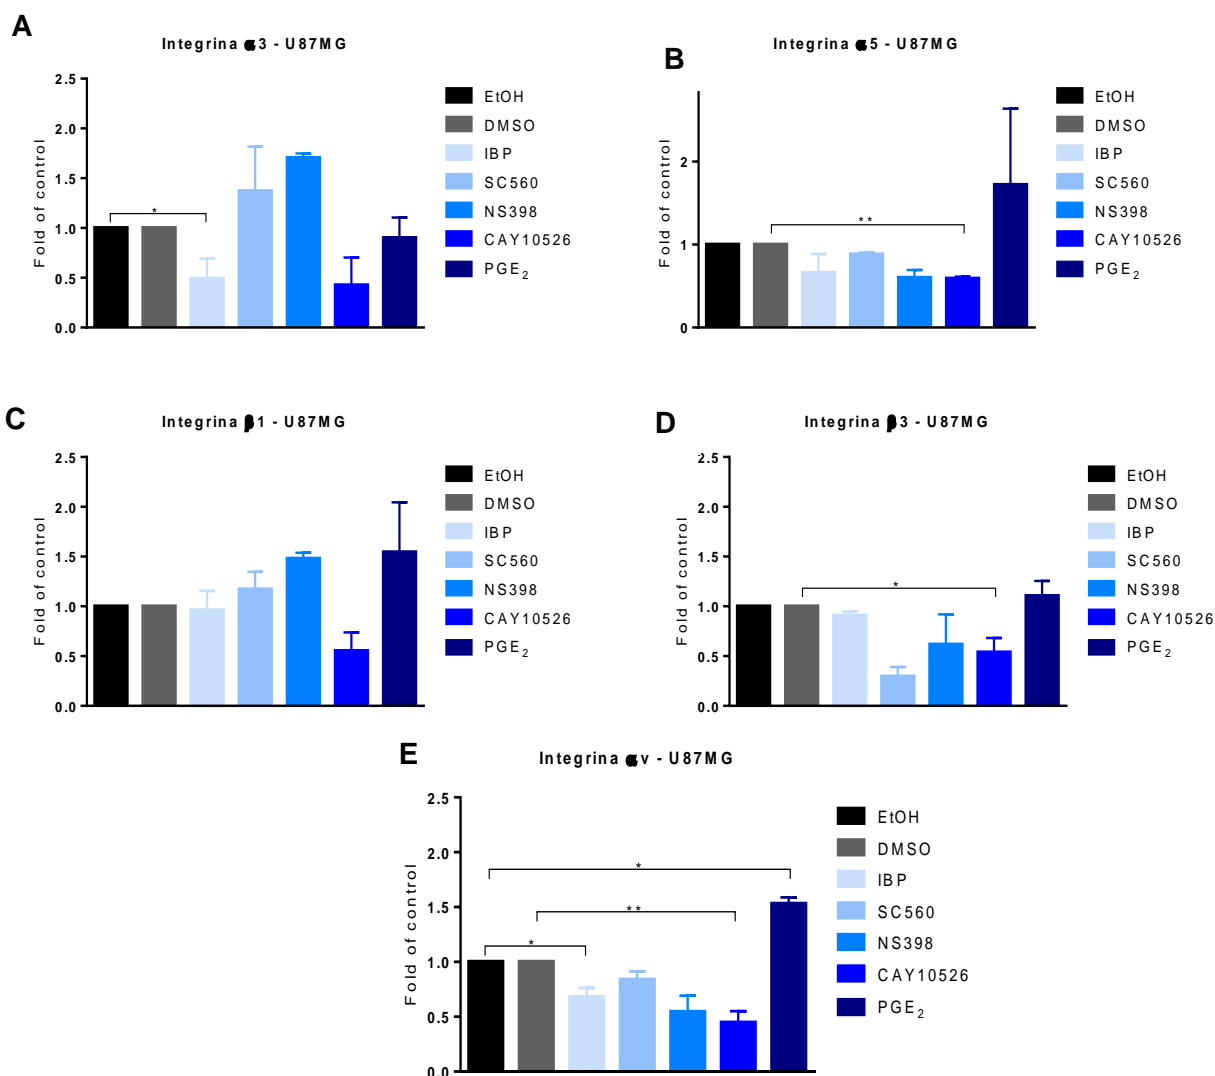 A
Integrina α3 - U87MG
Fold of control
2.5
2.0
1.5
1.0
0.5
0.0
*
EtOH
DMSO
IBP
SC560
NS398
CAY10526
PGE₂
B
Integrina α5 - U87MG
Fold of control
2
1
0
**
EtOH
DMSO
IBP
SC560
NS398
CAY10526
PGE₂
C
Integrina β1 - U87MG
Fold of control
2.5
2.0
1.5
1.0
0.5
0.0
EtOH
DMSO
IBP
SC560
NS398
CAY10526
PGE₂
D
Integrina β3 - U87MG
Fold of control
2.5
2.0
1.5
1.0
0.5
0.0
*
EtOH
DMSO
IBP
SC560
NS398
CAY10526
PGE₂
E
Integrina αv - U87MG
Fold of control
2.5
2.0
1.5
1.0
0.5
0.0
*
**
*
EtOH
DMSO
IBP
SC560
NS398
CAY10526
PGE₂